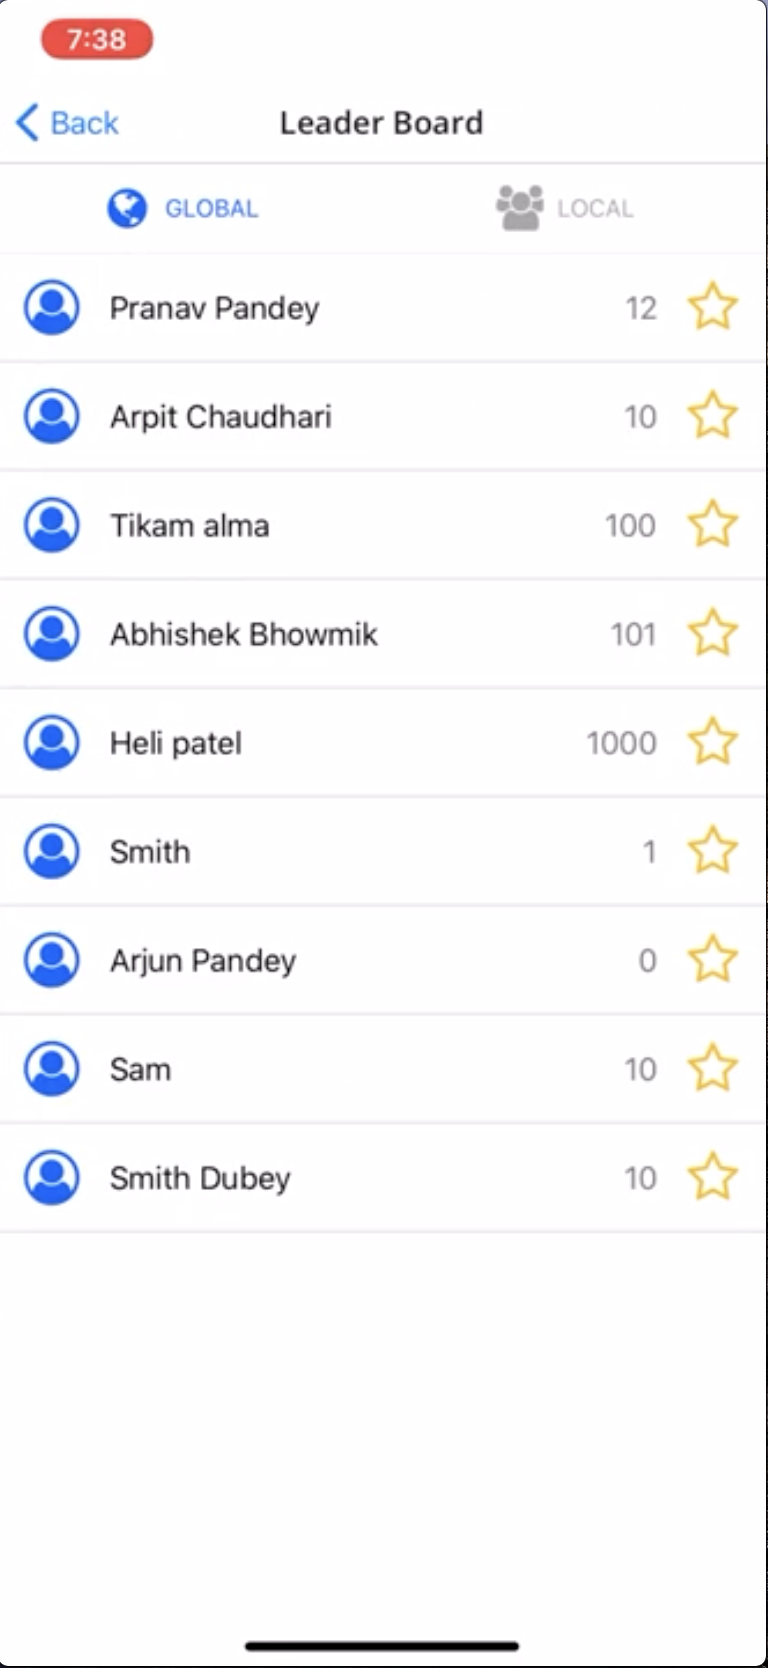 7:38
Back Leader Board
GLOBAL LOCAL
Pranav Pandey 12
Arpit Chaudhari 10
Tikam alma 100
Abhishek Bhowmik 101
Heli patel 1000
Smith 1
Arjun Pandey 0
Sam 10
Smith Dubey 10